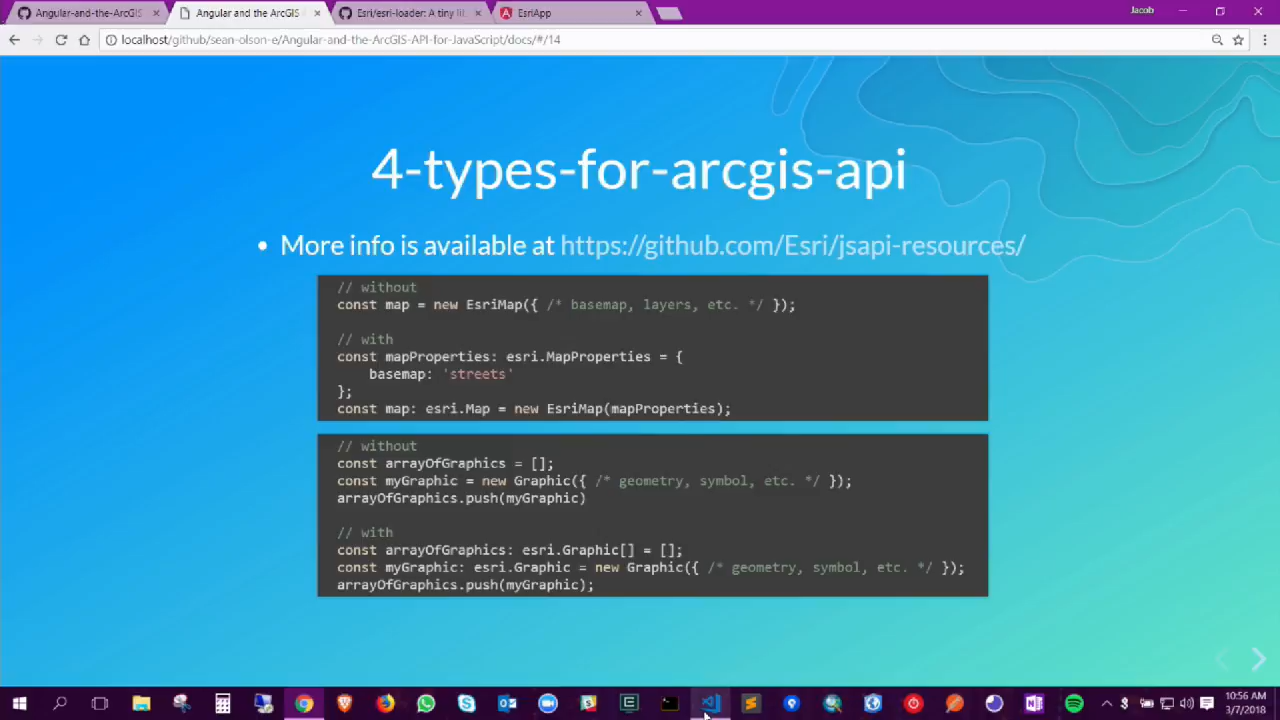 Angular-and-the-ArcGIS
Angular and the ArcGIS
Esri/esri-loader: A tiny lil
EsriApp
Jacob
localhost/github/sean-olson-e/Angular-and-the-ArcGIS-API-for-JavaScript/docs/#/14
4-types-for-arcgis-api
• More info is available at https://github.com/Esri/jsapi-resources/
// without
const map = new EsriMap({ /* basemap, layers, etc. */ });
// with
const mapProperties: esri.MapProperties = {
basemap: 'streets'
};
const map: esri.Map = new EsriMap(mapProperties);
// without
const arrayOfGraphics = [];
const myGraphic = new Graphic({ /* geometry, symbol, etc. */ });
arrayOfGraphics.push(myGraphic)
// with
const arrayOfGraphics: esri.Graphic[] = [];
const myGraphic: esri.Graphic = new Graphic({ /* geometry, symbol, etc. */ });
arrayOfGraphics.push(myGraphic);
10:56 AM
3/7/2018